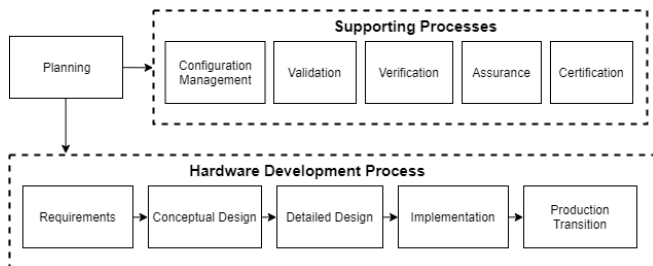 Supporting Processes
Planning
Configuration
Management
Validation
Verification
Assurance
Certification
Hardware Development Process
Requirements
Conceptual Design
Detailed Design
Implementation
Production
Transition